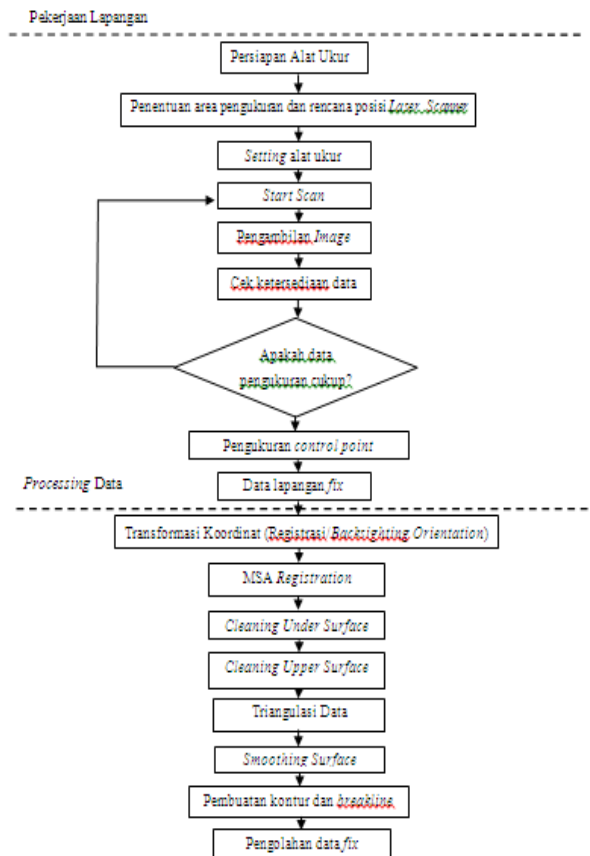 Pekerjaan Lapangan
Persiapan Alat Ukur
Penentuan area pengukuran dan rencana posisi Laser Scanner
Setting alat ukur
Start Scan
Pengambilan Image
Cek ketersediaan data
Apakah data
pengukuran cukup?
Pengukuran control point
Processing Data
Data lapangan fix
Transformasi Koordinat (Registrasi/Backsighting Orientation)
MSA Registration
Cleaning Under Surface
Cleaning Upper Surface
Triangulasi Data
Smoothing Surface
Pembuatan kontur dan breakline
Pengolahan data fix